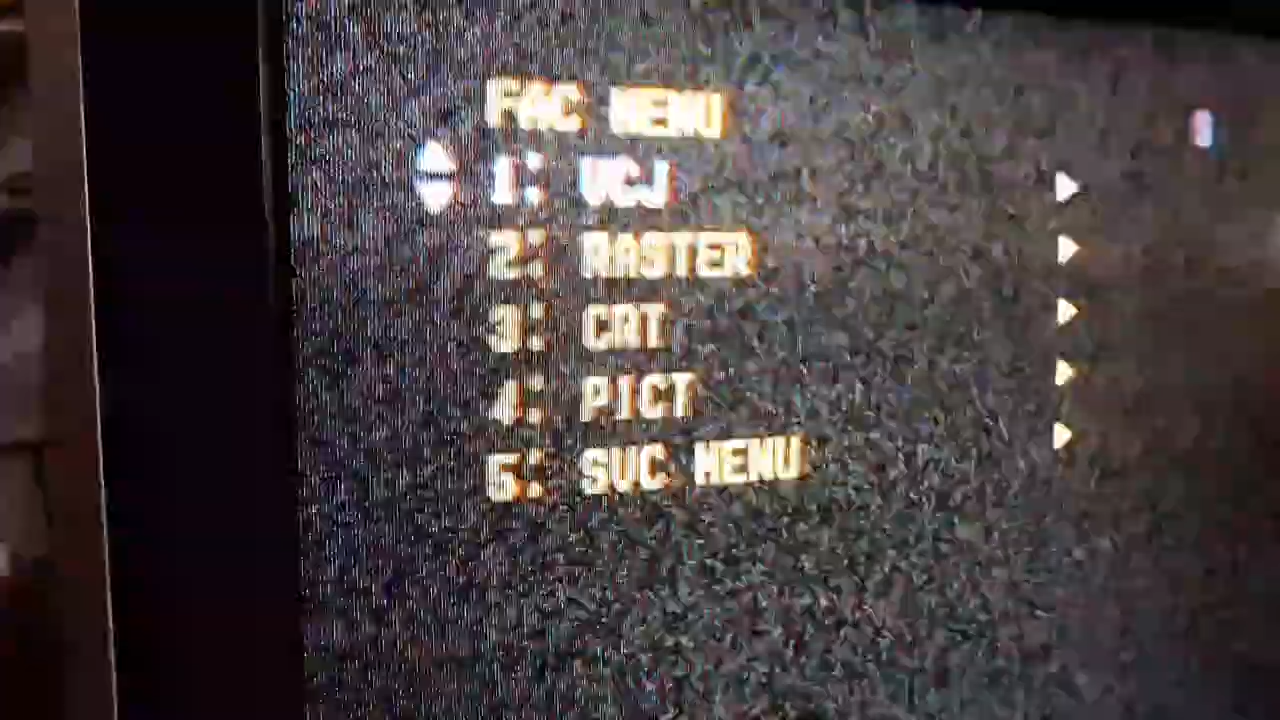 FAC MENU
1: VCJ
2: RASTER
3: CRT
4: PICT
5: SVC MENU